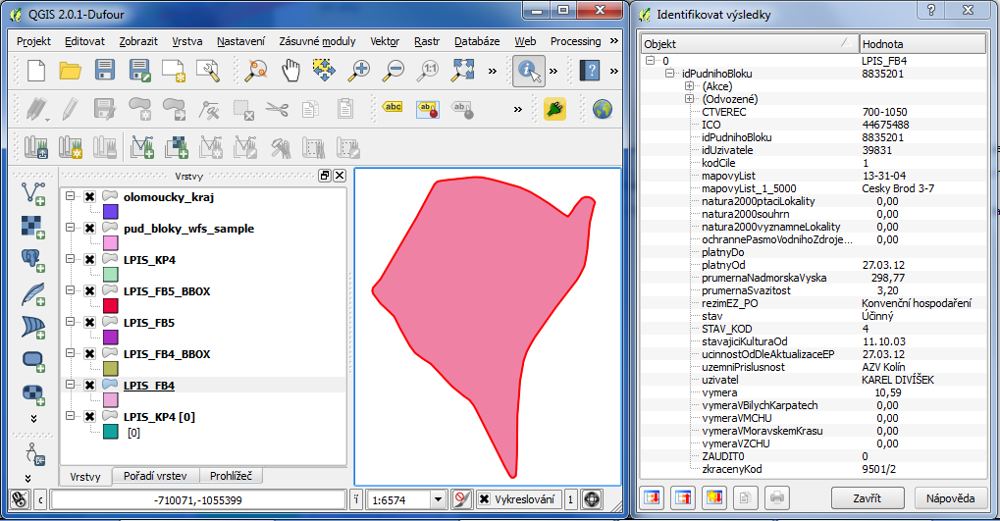 QGIS 2.0.1-Dufour
Projekt Editovat Zobrazit Vrstva Nastavení Zásuvné moduly Vektor Rastr Databáze Web Processing »
1:1 » » ? »
abc ab ab »
Vrstvy
olomoucky_kraj
pud_bloky_wfs_sample
LPIS_KP4
LPIS_FB5_BBOX
LPIS_FB5
LPIS_FB4_BBOX
LPIS_FB4
LPIS_KP4 [0]
[0]
Vrstvy Pořadí vrstev Prohlížeč
-710071,-1055399 1:6574 Vykreslování
Identifikovat výsledky
Objekt Hodnota
0 LPIS_FB4
idPudnihoBloku 8835201
(Akce)
(Odvozené)
CTVEREC 700-1050
ICO 44675488
idPudnihoBloku 8835201
idUzivatele 39831
kodCile 1
mapovyList 13-31-04
mapovyList_1_5000 Cesky Brod 3-7
natura2000ptaciLokality 0,00
natura2000souhrn 0,00
natura2000vyznamneLokality 0,00
ochrannePasmoVodnihoZdroje... 0,00
platnyDo
platnyOd 27.03.12
prumernaNadmorskaVyska 298,77
prumernaSvazitost 3,20
rezimEZ_PO Konvenční hospodaření
stav Účinný
STAV_KOD 4
stavajiciKulturaOd 11.10.03
ucinnostOdDleAktualizaceEP 27.03.12
uzemniPrislusnost AZV Kolín
uzivatel KAREL DIVÍŠEK
vymera 10,59
vymeraVBilychKarpatech 0,00
vymeraVMCHU 0,00
vymeraVMoravskemKrasu 0,00
vymeraVZCHU 0,00
ZAUDIT0 0
zkracenyKod 9501/2
Zavřít Nápověda